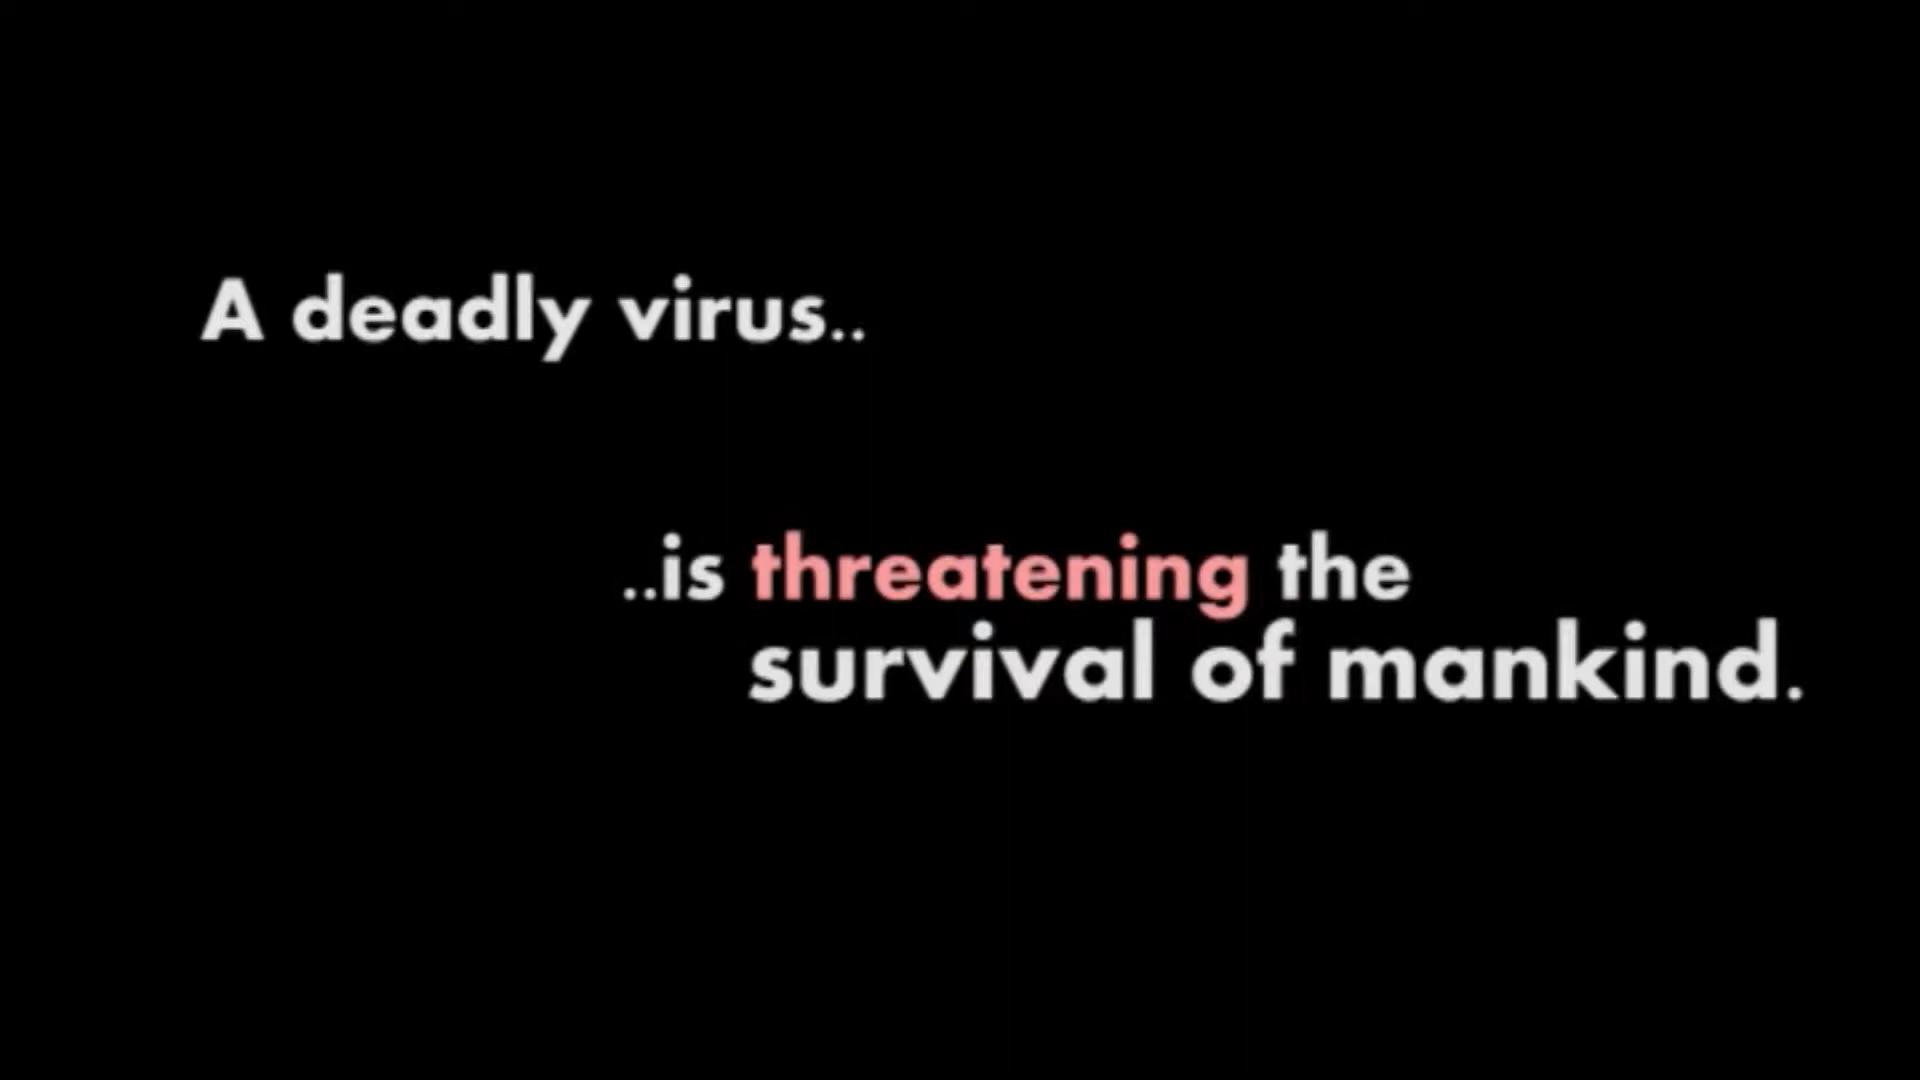 A deadly virus..
..is threatening the
survival of mankind.